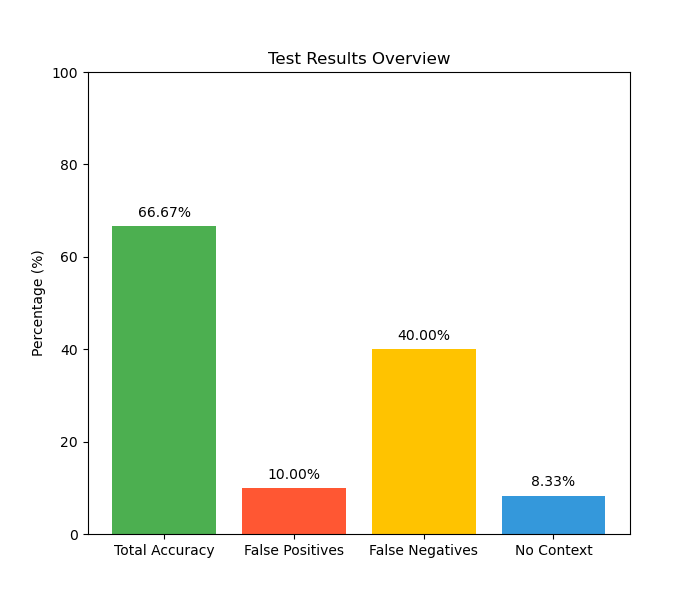 Test Results Overview
Percentage (%)
100
80
60
40
20
0
66.67%
10.00%
40.00%
8.33%
Total Accuracy
False Positives
False Negatives
No Context